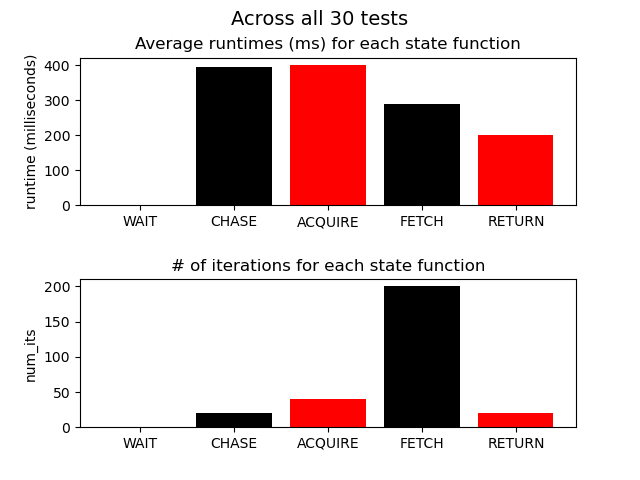 Across all 30 tests
Average runtimes (ms) for each state function
runtime (milliseconds)
400
300
200
100
0
WAIT CHASE ACQUIRE FETCH RETURN
# of iterations for each state function
num_its
200
150
100
50
0
WAIT CHASE ACQUIRE FETCH RETURN